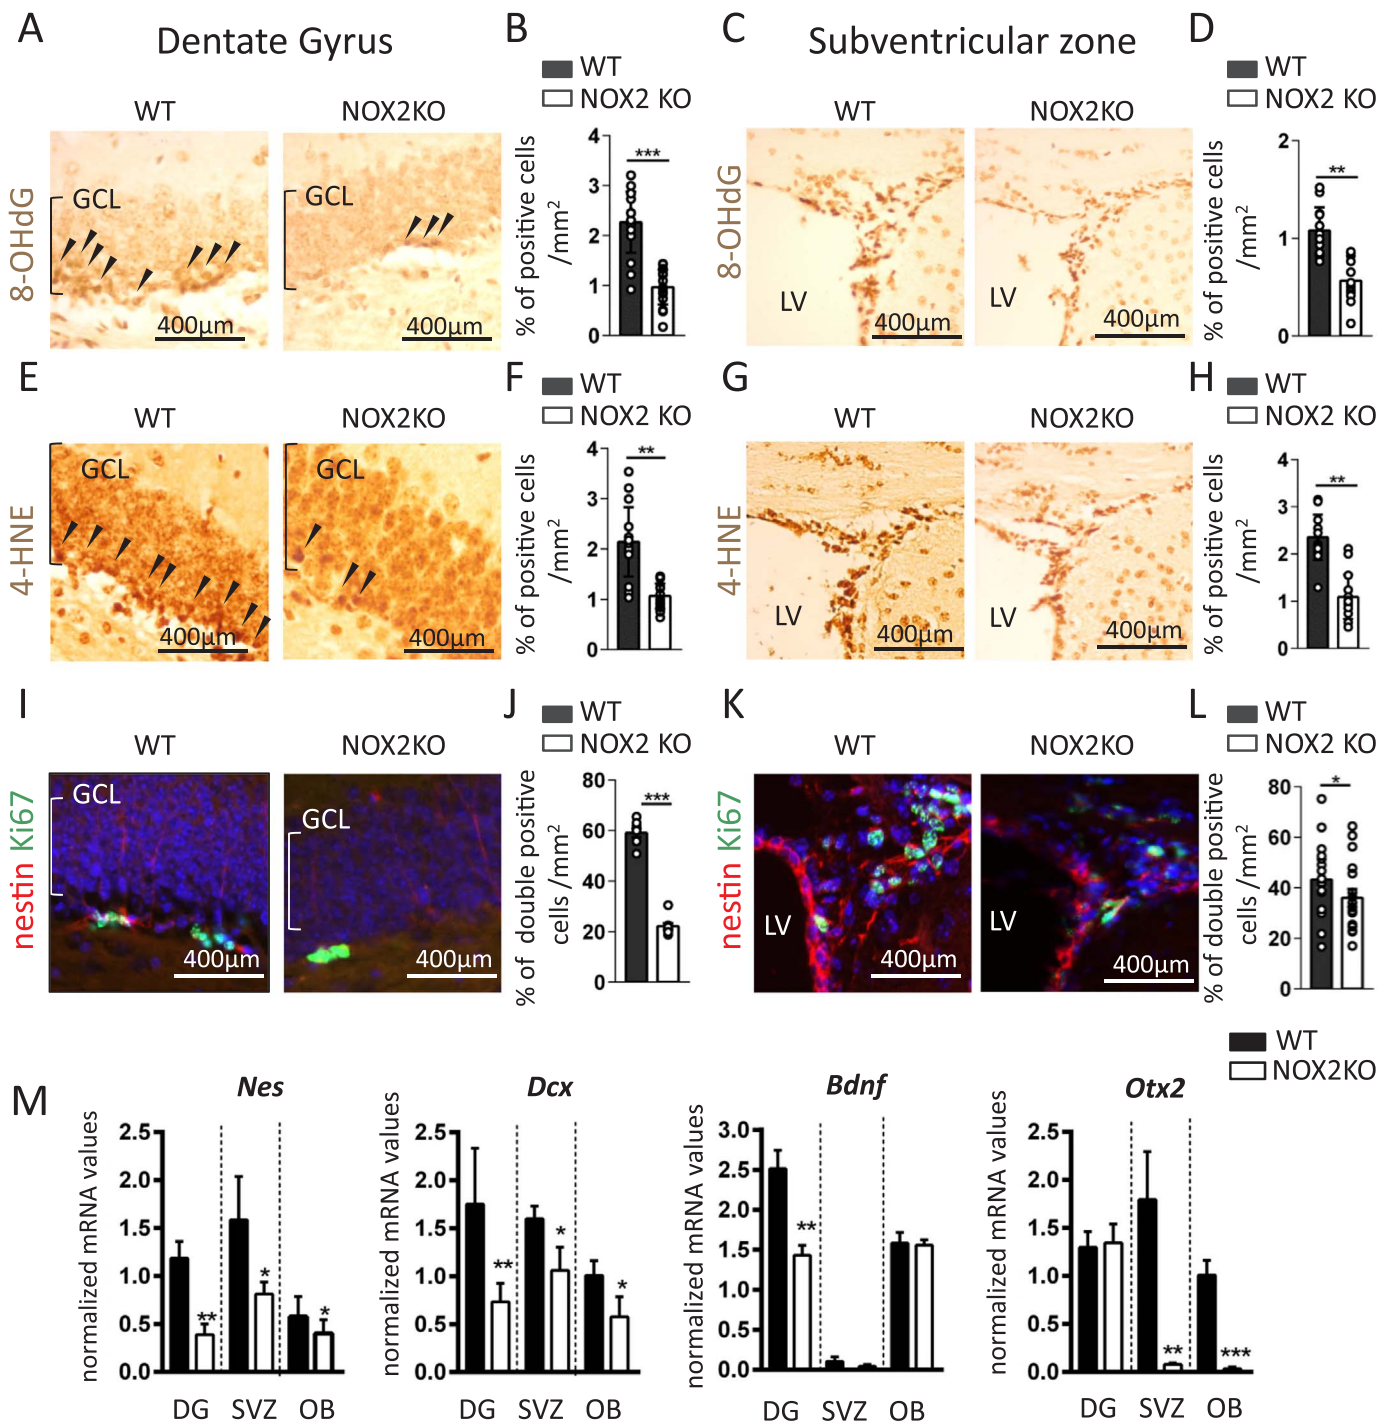 A
Dentate Gyrus
B
WT
NOX2 KO
C
Subventricular zone
D
WT
NOX2 KO
WT
NOX2KO
8-OHdG
GCL
400µm
GCL
400µm
% of positive cells
/mm2
4
3
2
1
0
***
WT
NOX2KO
8-OHdG
LV
400µm
LV
400µm
% of positive cells
/mm2
2
1
0
**
E
WT
NOX2KO
4-HNE
GCL
400µm
GCL
400µm
F
WT
NOX2 KO
% of positive cells
/mm2
4
3
2
1
0
**
G
WT
NOX2KO
4-HNE
LV
400µm
LV
400µm
H
WT
NOX2 KO
% of positive cells
/mm2
4
3
2
1
0
**
I
WT
NOX2KO
nestin Ki67
GCL
400µm
GCL
400µm
J
WT
NOX2 KO
% of double positive
cells /mm2
80
60
40
20
0
***
K
WT
NOX2KO
nestin Ki67
LV
400µm
LV
400µm
L
WT
NOX2 KO
% of double positive
cells /mm2
80
60
40
20
0
*
WT
NOX2KO
M
Nes
normalized mRNA values
2.5
2.0
1.5
1.0
0.5
0.0
**
*
*
DG SVZ OB
Dcx
normalized mRNA values
2.5
2.0
1.5
1.0
0.5
0.0
**
*
*
DG SVZ OB
Bdnf
normalized mRNA values
3.0
2.5
2.0
1.5
1.0
0.5
0.0
**
DG SVZ OB
Otx2
normalized mRNA values
2.5
2.0
1.5
1.0
0.5
0.0
**
***
DG SVZ OB